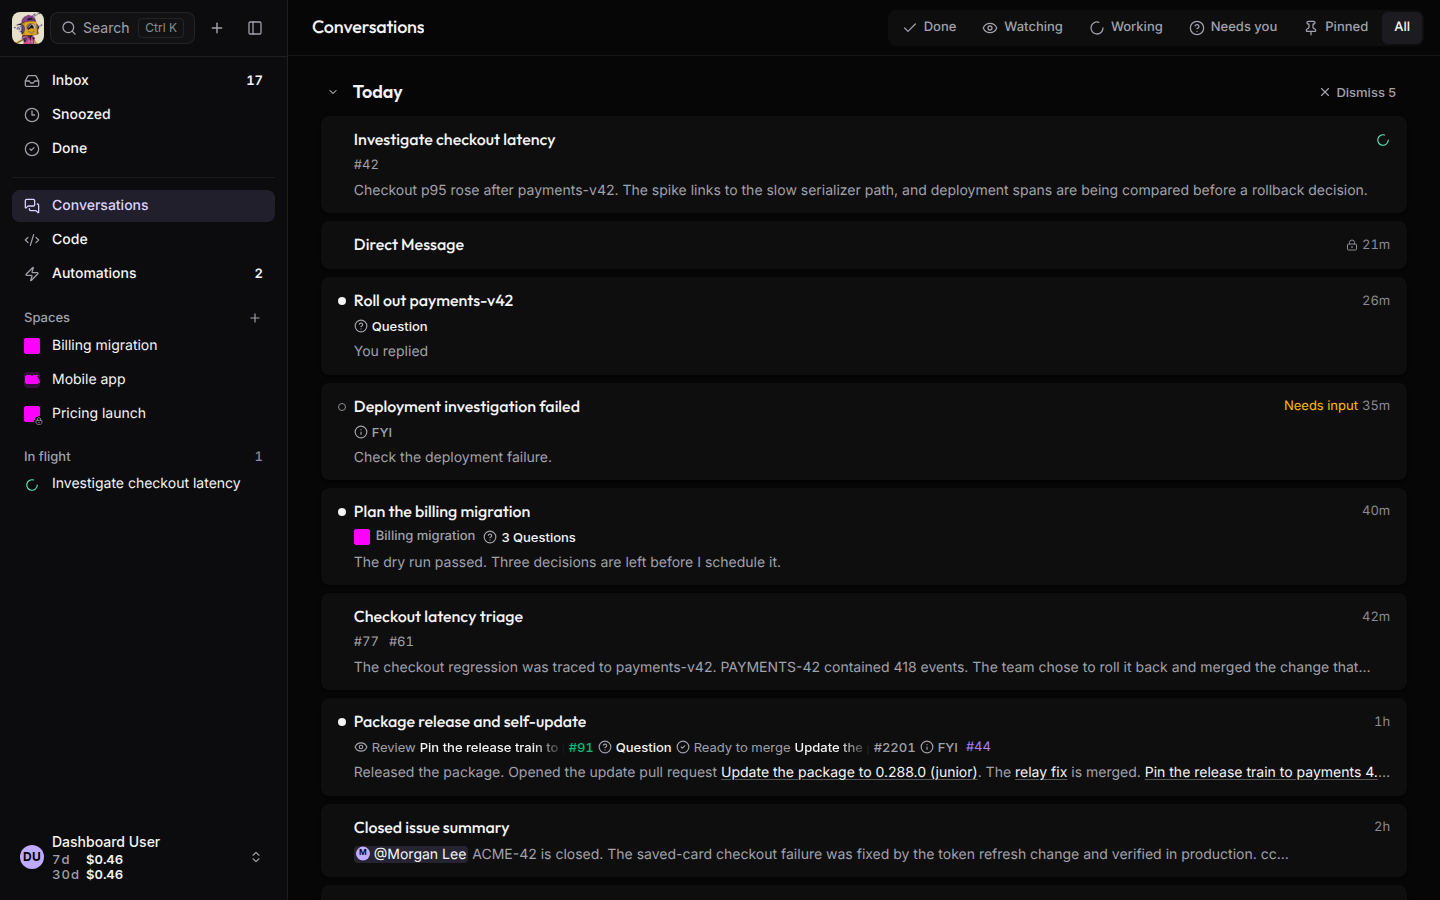 Search Ctrl K
Inbox 17
Snoozed
Done
Conversations
Code
Automations 2
Spaces
Billing migration
Mobile app
Pricing launch
In flight 1
Investigate checkout latency
DU Dashboard User
7d $0.46
30d $0.46
Conversations
Done Watching Working Needs you Pinned All
Today Dismiss 5
Investigate checkout latency
#42
Checkout p95 rose after payments-v42. The spike links to the slow serializer path, and deployment spans are being compared before a rollback decision.
Direct Message 21m
Roll out payments-v42 26m
Question
You replied
Deployment investigation failed Needs input 35m
FYI
Check the deployment failure.
Plan the billing migration 40m
Billing migration 3 Questions
The dry run passed. Three decisions are left before I schedule it.
Checkout latency triage 42m
#77 #61
The checkout regression was traced to payments-v42. PAYMENTS-42 contained 418 events. The team chose to roll it back and merged the change that...
Package release and self-update 1h
Review Pin the release train to #91 Question Ready to merge Update the #2201 FYI #44
Released the package. Opened the update pull request Update the package to 0.288.0 (junior). The relay fix is merged. Pin the release train to payments 4....
Closed issue summary 2h
M @Morgan Lee ACME-42 is closed. The saved-card checkout failure was fixed by the token refresh change and verified in production. cc...